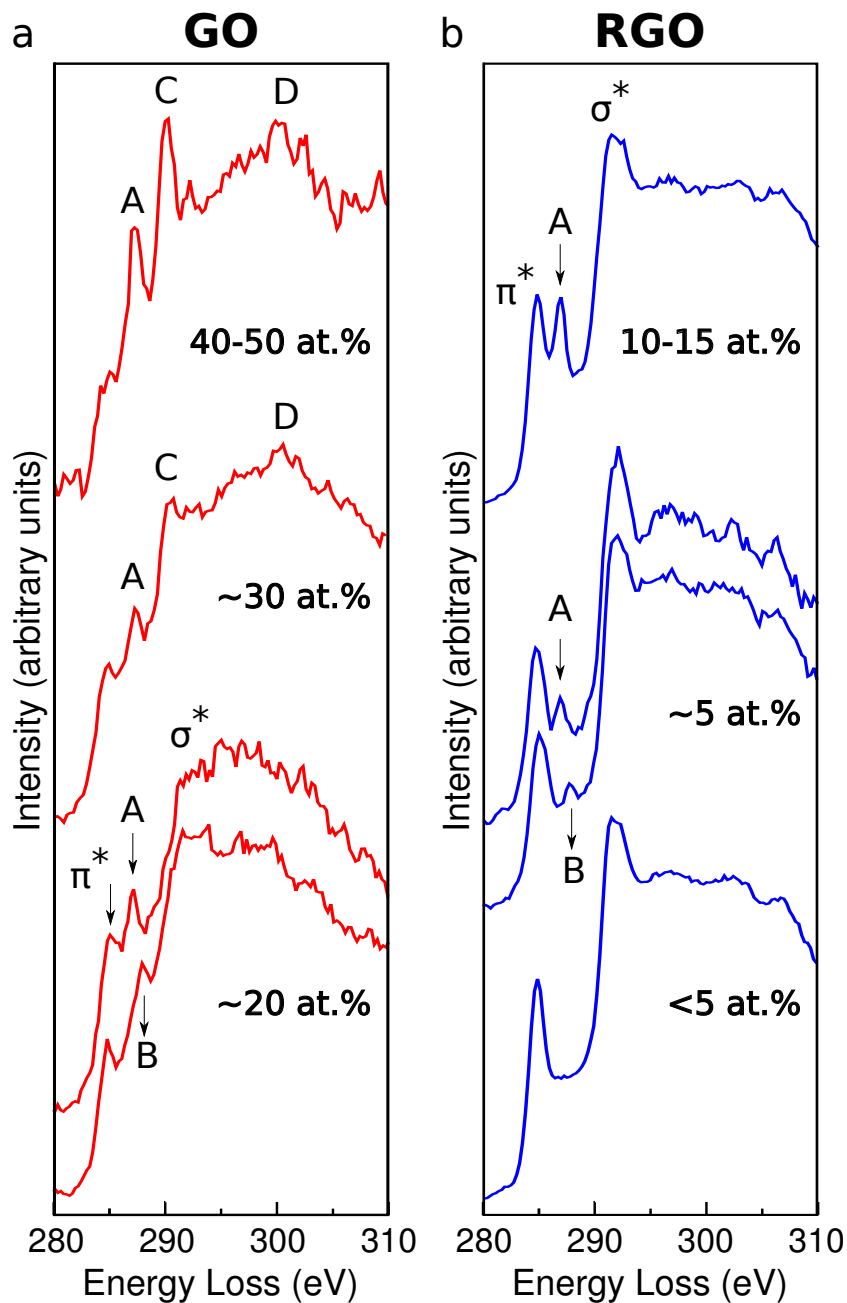 a GO
C D
A
40-50 at.%
D
C
A
~30 at.%
σ*
A
π*
~20 at.%
B
Intensity (arbitrary units)
280 290 300 310
Energy Loss (eV)
b RGO
σ*
A
π*
10-15 at.%
A
~5 at.%
B
<5 at.%
Intensity (arbitrary units)
280 290 300 310
Energy Loss (eV)